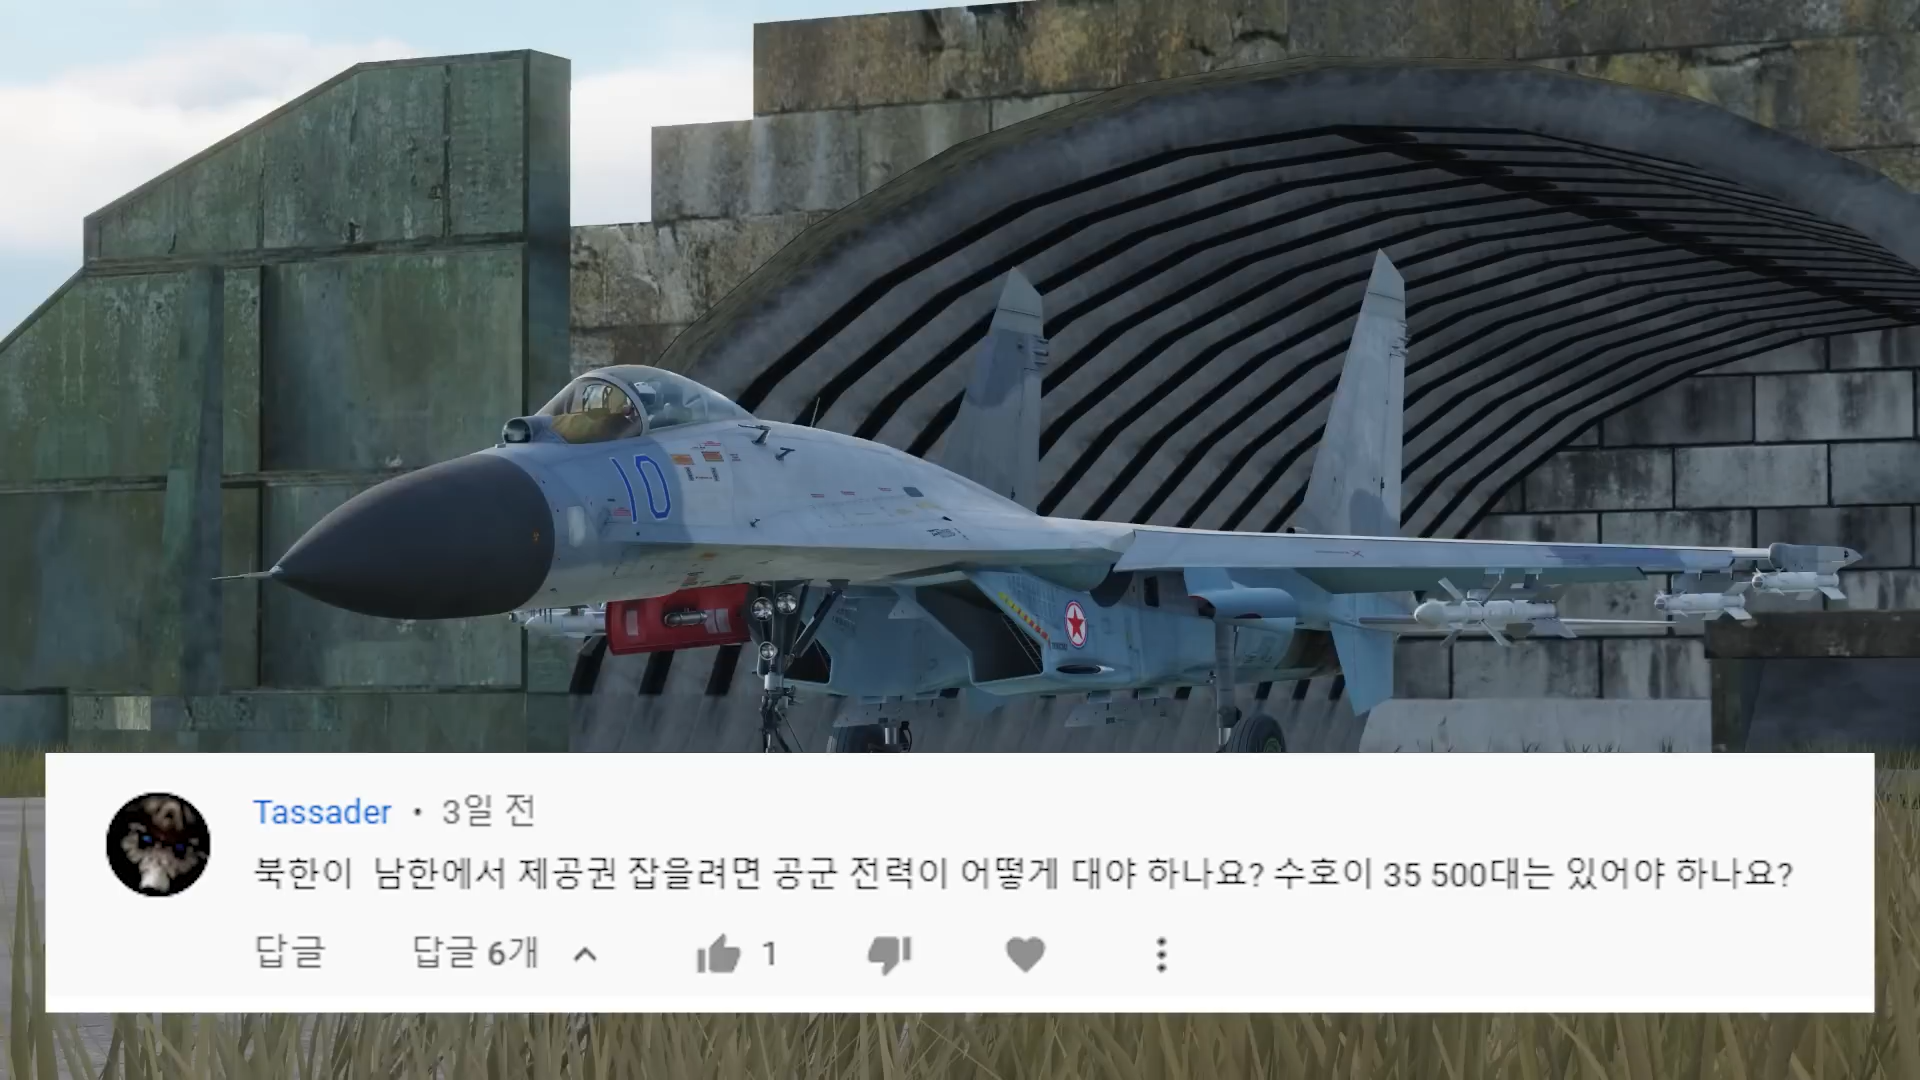 10
Tassader • 3일 전
북한이 남한에서 제공권 잡을려면 공군 전력이 어떻게 대야 하나요? 수호이 35 500대는 있어야 하나요?
답글 답글 6개 1